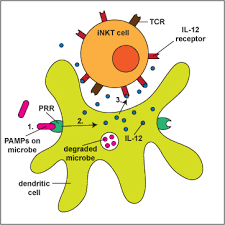 iNKT cell
TCR
IL-12
receptor
3.
PRR
1.
2.
PAMPs on
microbe
IL-12
degraded
microbe
dendritic
cell